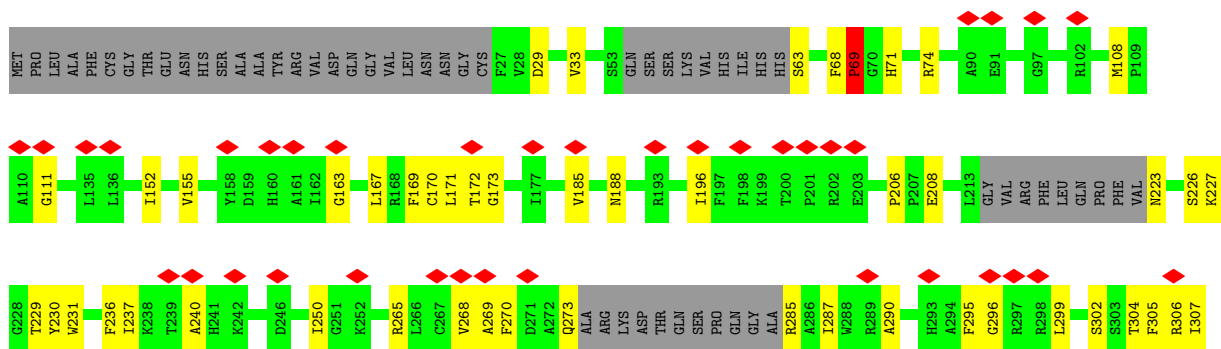 MET PRO LEU ALA ALA PHE CYS GLY THR GLU ASN HIS SER ALA ALA TYR ARG VAL ASP GLN GLY VAL LEU ASN ASN GLY CYS F27 V28 D29 V33 S53 GLN SER SER LYS VAL HIS ILE HIS HIS S63 F68 P69 G70 H71 R74 A90 E91 G97 R102 M108 P109
A110 G111 L135 L136 I152 V155 Y158 D159 H160 A161 I162 G163 L167 R168 F169 C170 L171 T172 G173 I177 V185 N188 R193 I196 F197 F198 K199 T200 P201 R202 E203 P206 P207 E208 L213 GLY VAL ARG PHE LEU GLN PRO PHE VAL N223 S226 K227
G228 T229 Y230 W231 F236 I237 K238 T239 A240 H241 K242 D246 I250 G251 K252 R265 L266 C267 V268 A269 F270 D271 A272 Q273 ALA ARG LYS ASP THR GLN SER PRO GLN GLY ALA R285 A286 I287 W288 R289 A290 H293 A294 F295 G296 R297 R298 L299 S302 S303 T304 F305 R306 I307